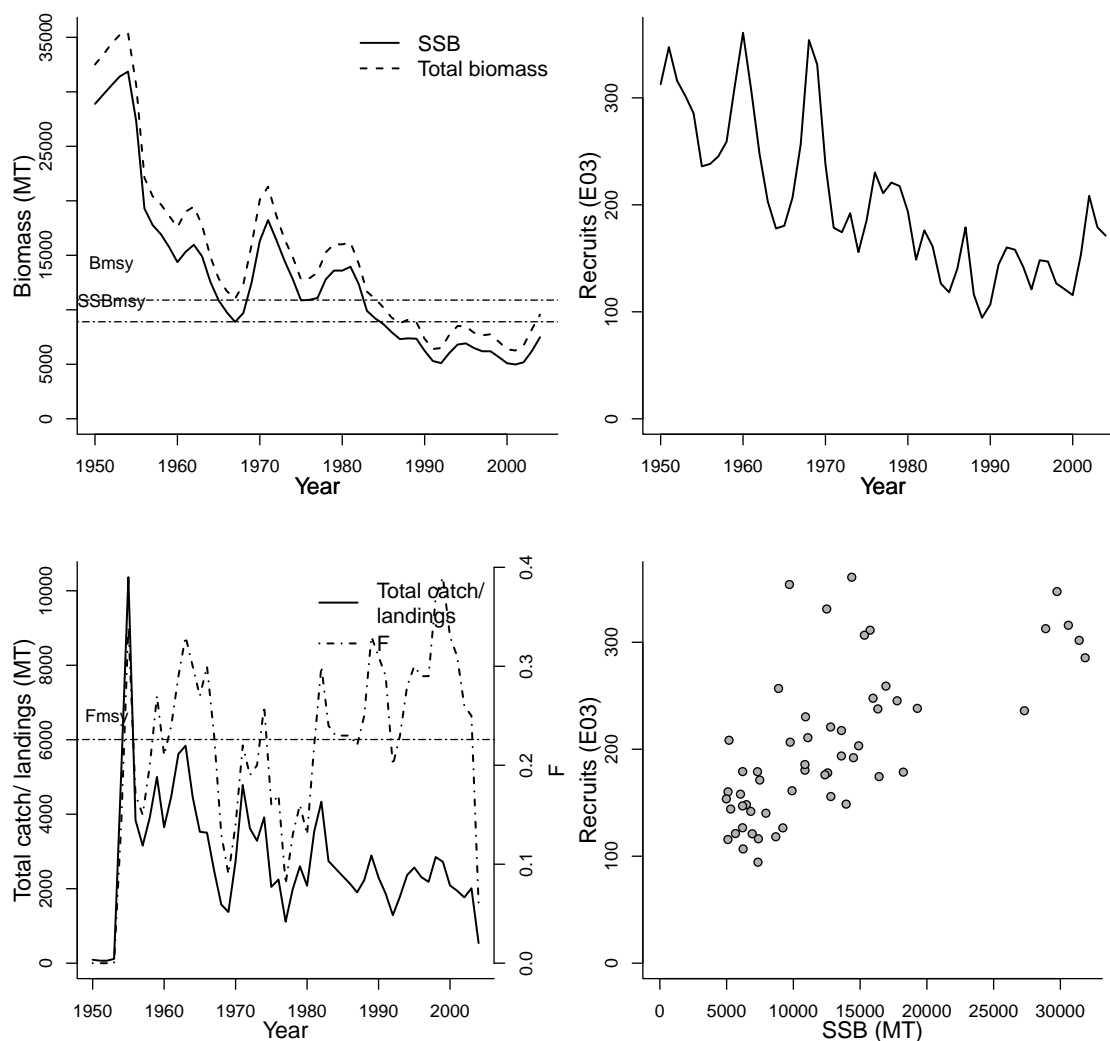 SSB
Total biomass
Bmsy
SSBmsy
Biomass (MT)
0
5000
15000
25000
35000
1950
1960
1970
1980
1990
2000
Year
Recruits (E03)
0
100
200
300
1950
1960
1970
1980
1990
2000
Year
Total catch/
landings
F
Fmsy
Total catch/ landings (MT)
0
2000
4000
6000
8000
10000
0.0
0.1
0.2
0.3
0.4
F
1950
1960
1970
1980
1990
2000
Year
Recruits (E03)
0
100
200
300
0
5000
10000
15000
20000
25000
30000
SSB (MT)